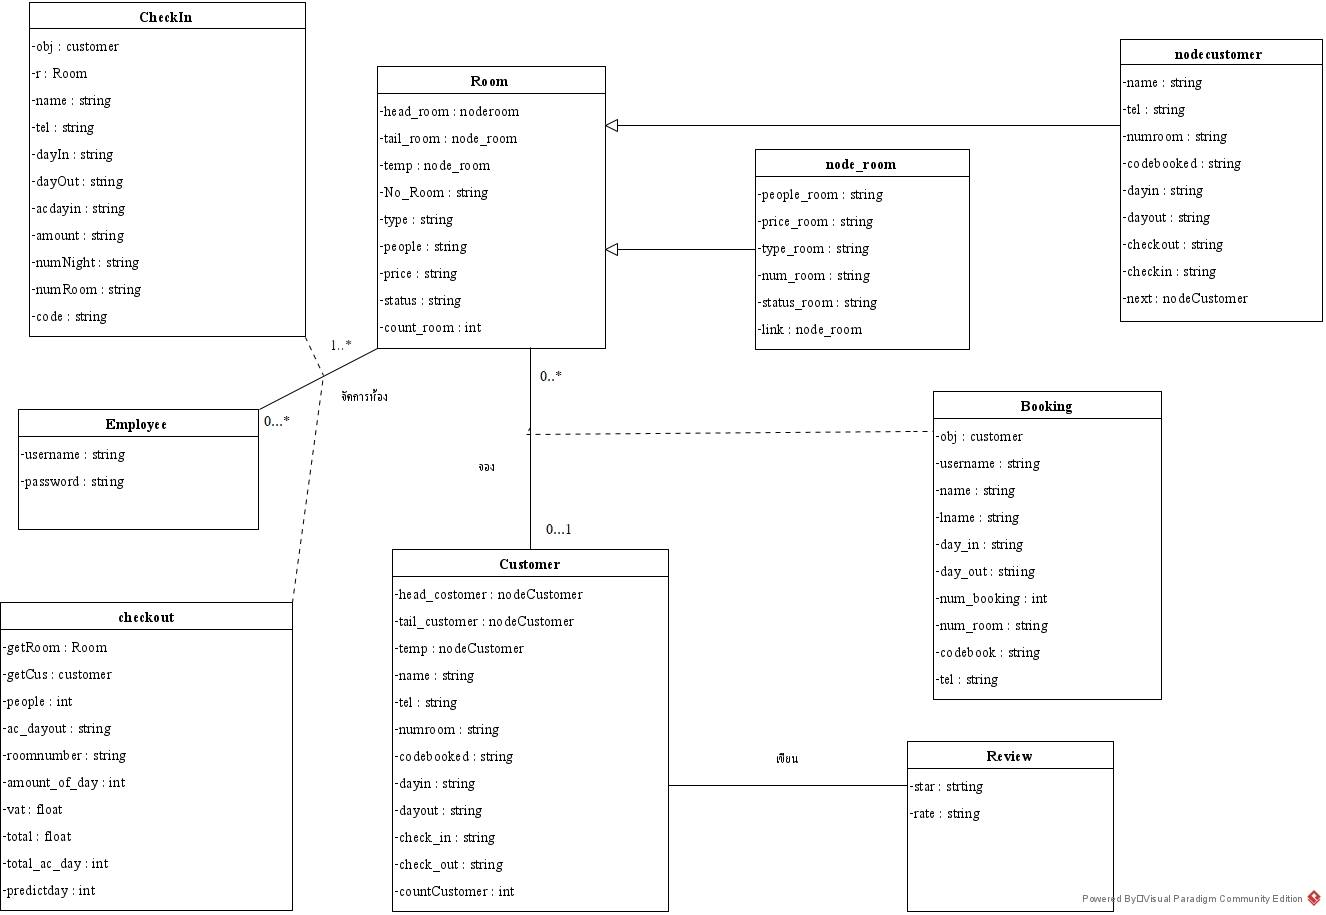 CheckIn
-obj : customer
-r : Room
-name : string
-tel : string
-dayIn : string
-dayOut : string
-acdayin : string
-amount : string
-numNight : string
-numRoom : string
-code : string
Room
-head_room : noderoom
-tail_room : node_room
-temp : node_room
-No_Room : string
-type : string
-people : string
-price : string
-status : string
-count_room : int
node_room
-people_room : string
-price_room : string
-type_room : string
-num_room : string
-status_room : string
-link : node_room
nodecustomer
-name : string
-tel : string
-numroom : string
-codebooked : string
-dayin : string
-dayout : string
-checkout : string
-checkin : string
-next : nodeCustomer
1..*
จัดการห้อง
0...*
Employee
-username : string
-password : string
0..*
จอง
0...1
Booking
-obj : customer
-username : string
-name : string
-lname : string
-day_in : string
-day_out : striing
-num_booking : int
-num_room : string
-codebook : string
-tel : string
checkout
-getRoom : Room
-getCus : customer
-people : int
-ac_dayout : string
-roomnumber : string
-amount_of_day : int
-vat : float
-total : float
-total_ac_day : int
-predictday : int
Customer
-head_costomer : nodeCustomer
-tail_customer : nodeCustomer
-temp : nodeCustomer
-name : string
-tel : string
-numroom : string
-codebooked : string
-dayin : string
-dayout : string
-check_in : string
-check_out : string
-countCustomer : int
เขียน
Review
-star : strting
-rate : string
Powered By Visual Paradigm Community Edition